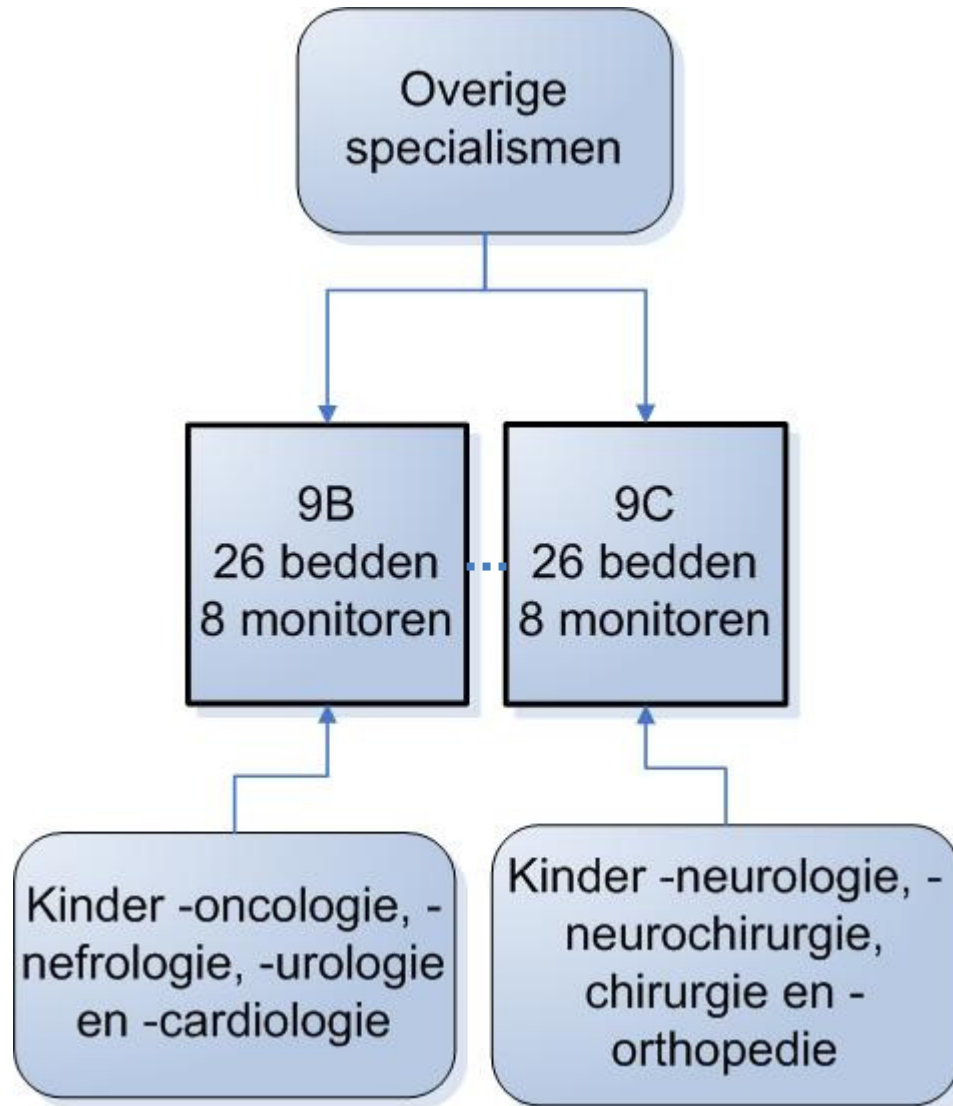 Overige
specialismen
9B
26 bedden
8 monitoren
9C
26 bedden
8 monitoren
Kinder -oncologie, -
nefrologie, -urologie
en -cardiologie
Kinder -neurologie, -
neurochirurgie,
chirurgie en -
orthopedie